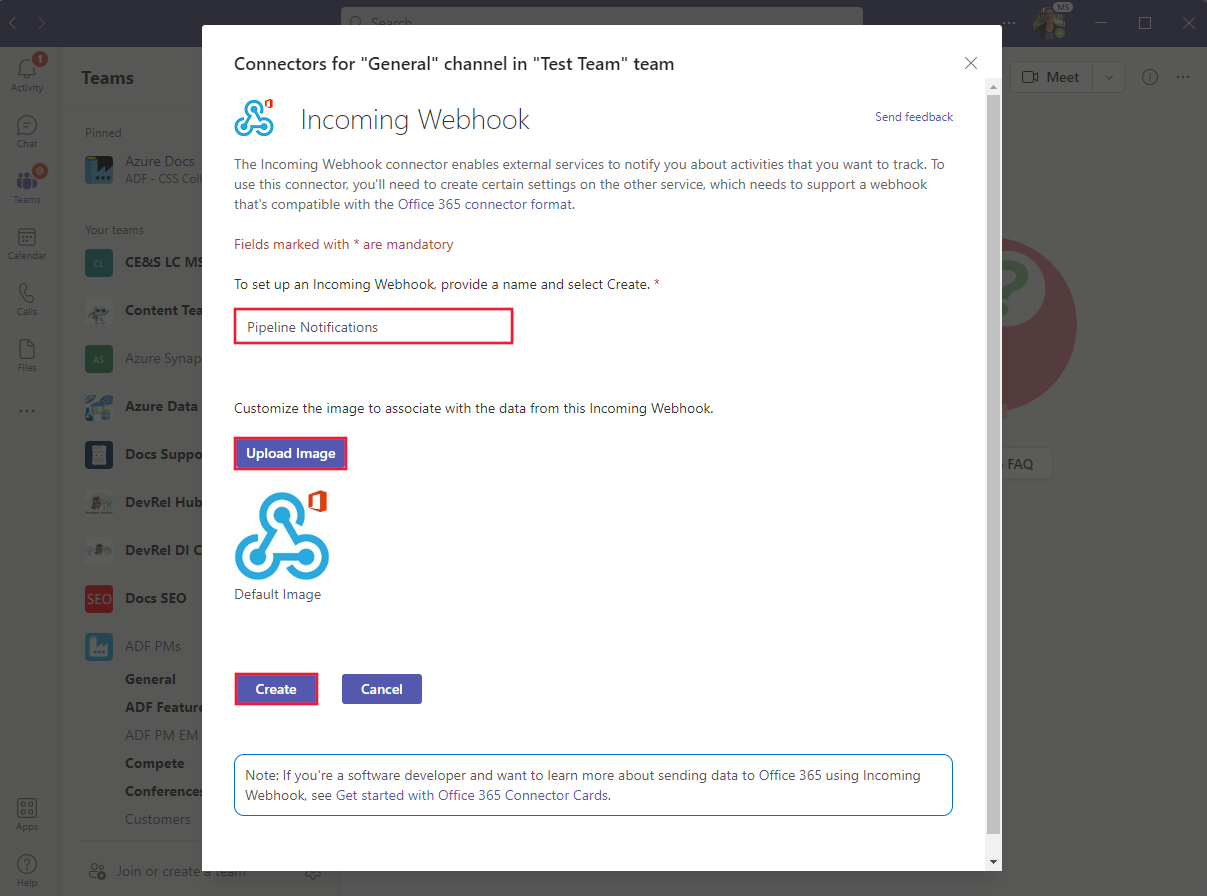 Search
MS
1
Activity
Chat
@
Teams
Calendar
Calls
Files
Apps
Help
Teams
Pinned
Azure Docs
ADF - CSS Coll
Your teams
CL
CE&S LC MS
Content Tea
AS
Azure Synap
Azure Data
Docs Suppo
DevRel Hub
DevRel DI C
SEO
Docs SEO
ADF PMs
General
ADF Feature
ADF PM EM
Compete
Conferences
Customers
Join or create a team
Meet
FAQ
Connectors for "General" channel in "Test Team" team
Incoming Webhook
Send feedback
The Incoming Webhook connector enables external services to notify you about activities that you want to track. To
use this connector, you'll need to create certain settings on the other service, which needs to support a webhook
that's compatible with the Office 365 connector format.
Fields marked with * are mandatory
To set up an Incoming Webhook, provide a name and select Create. *
Pipeline Notifications
Customize the image to associate with the data from this Incoming Webhook.
Upload Image
Default Image
Create
Cancel
Note: If you're a software developer and want to learn more about sending data to Office 365 using Incoming
Webhook, see Get started with Office 365 Connector Cards.